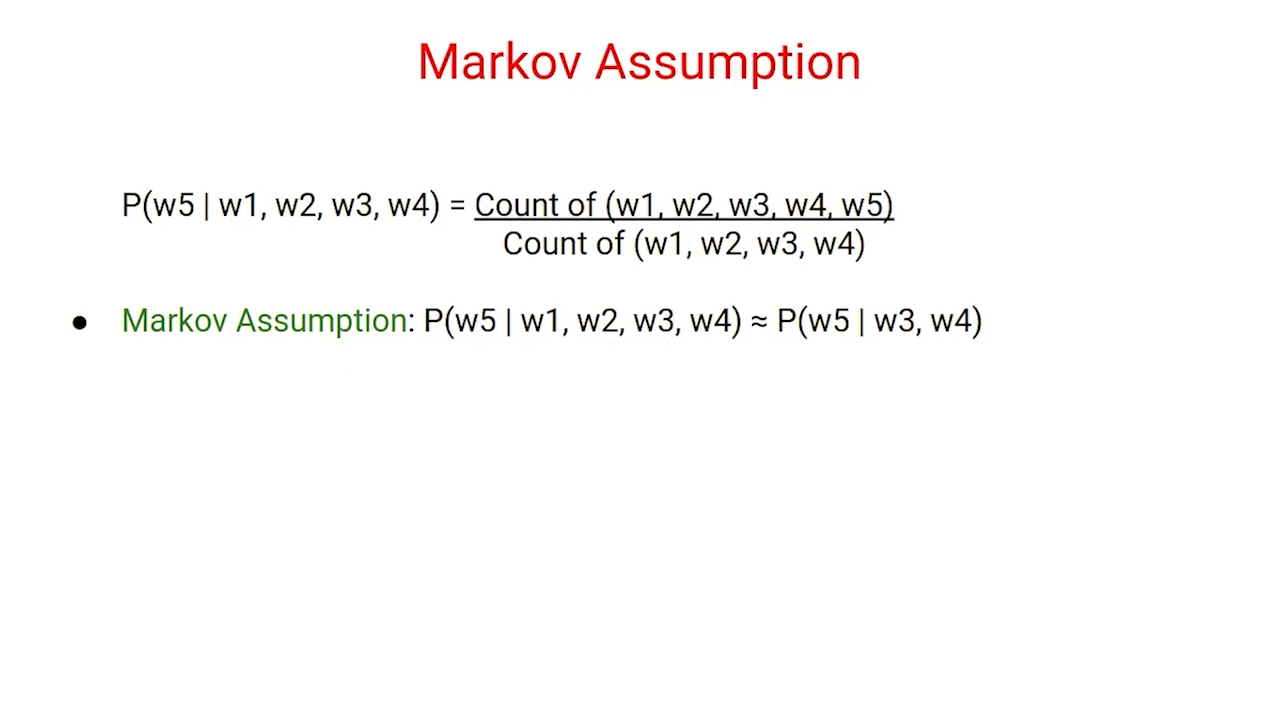 Markov Assumption
P(w5 | w1, w2, w3, w4) = Count of (w1, w2, w3, w4, w5)
Count of (w1, w2, w3, w4)
● Markov Assumption: P(w5 | w1, w2, w3, w4) ≈ P(w5 | w3, w4)